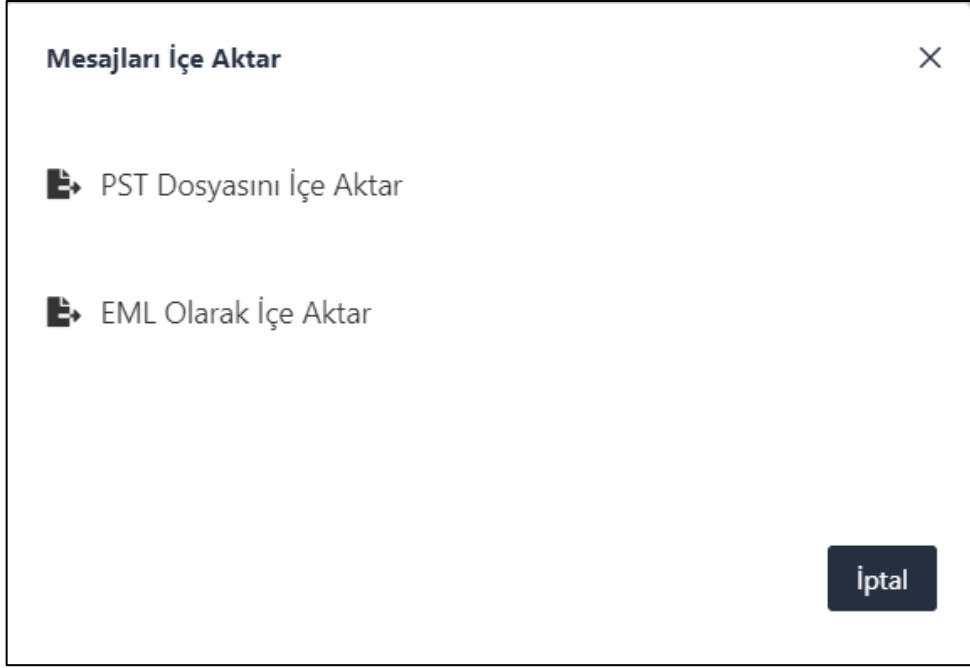 Mesajları İçe Aktar
PST Dosyasını İçe Aktar
EML Olarak İçe Aktar
İptal